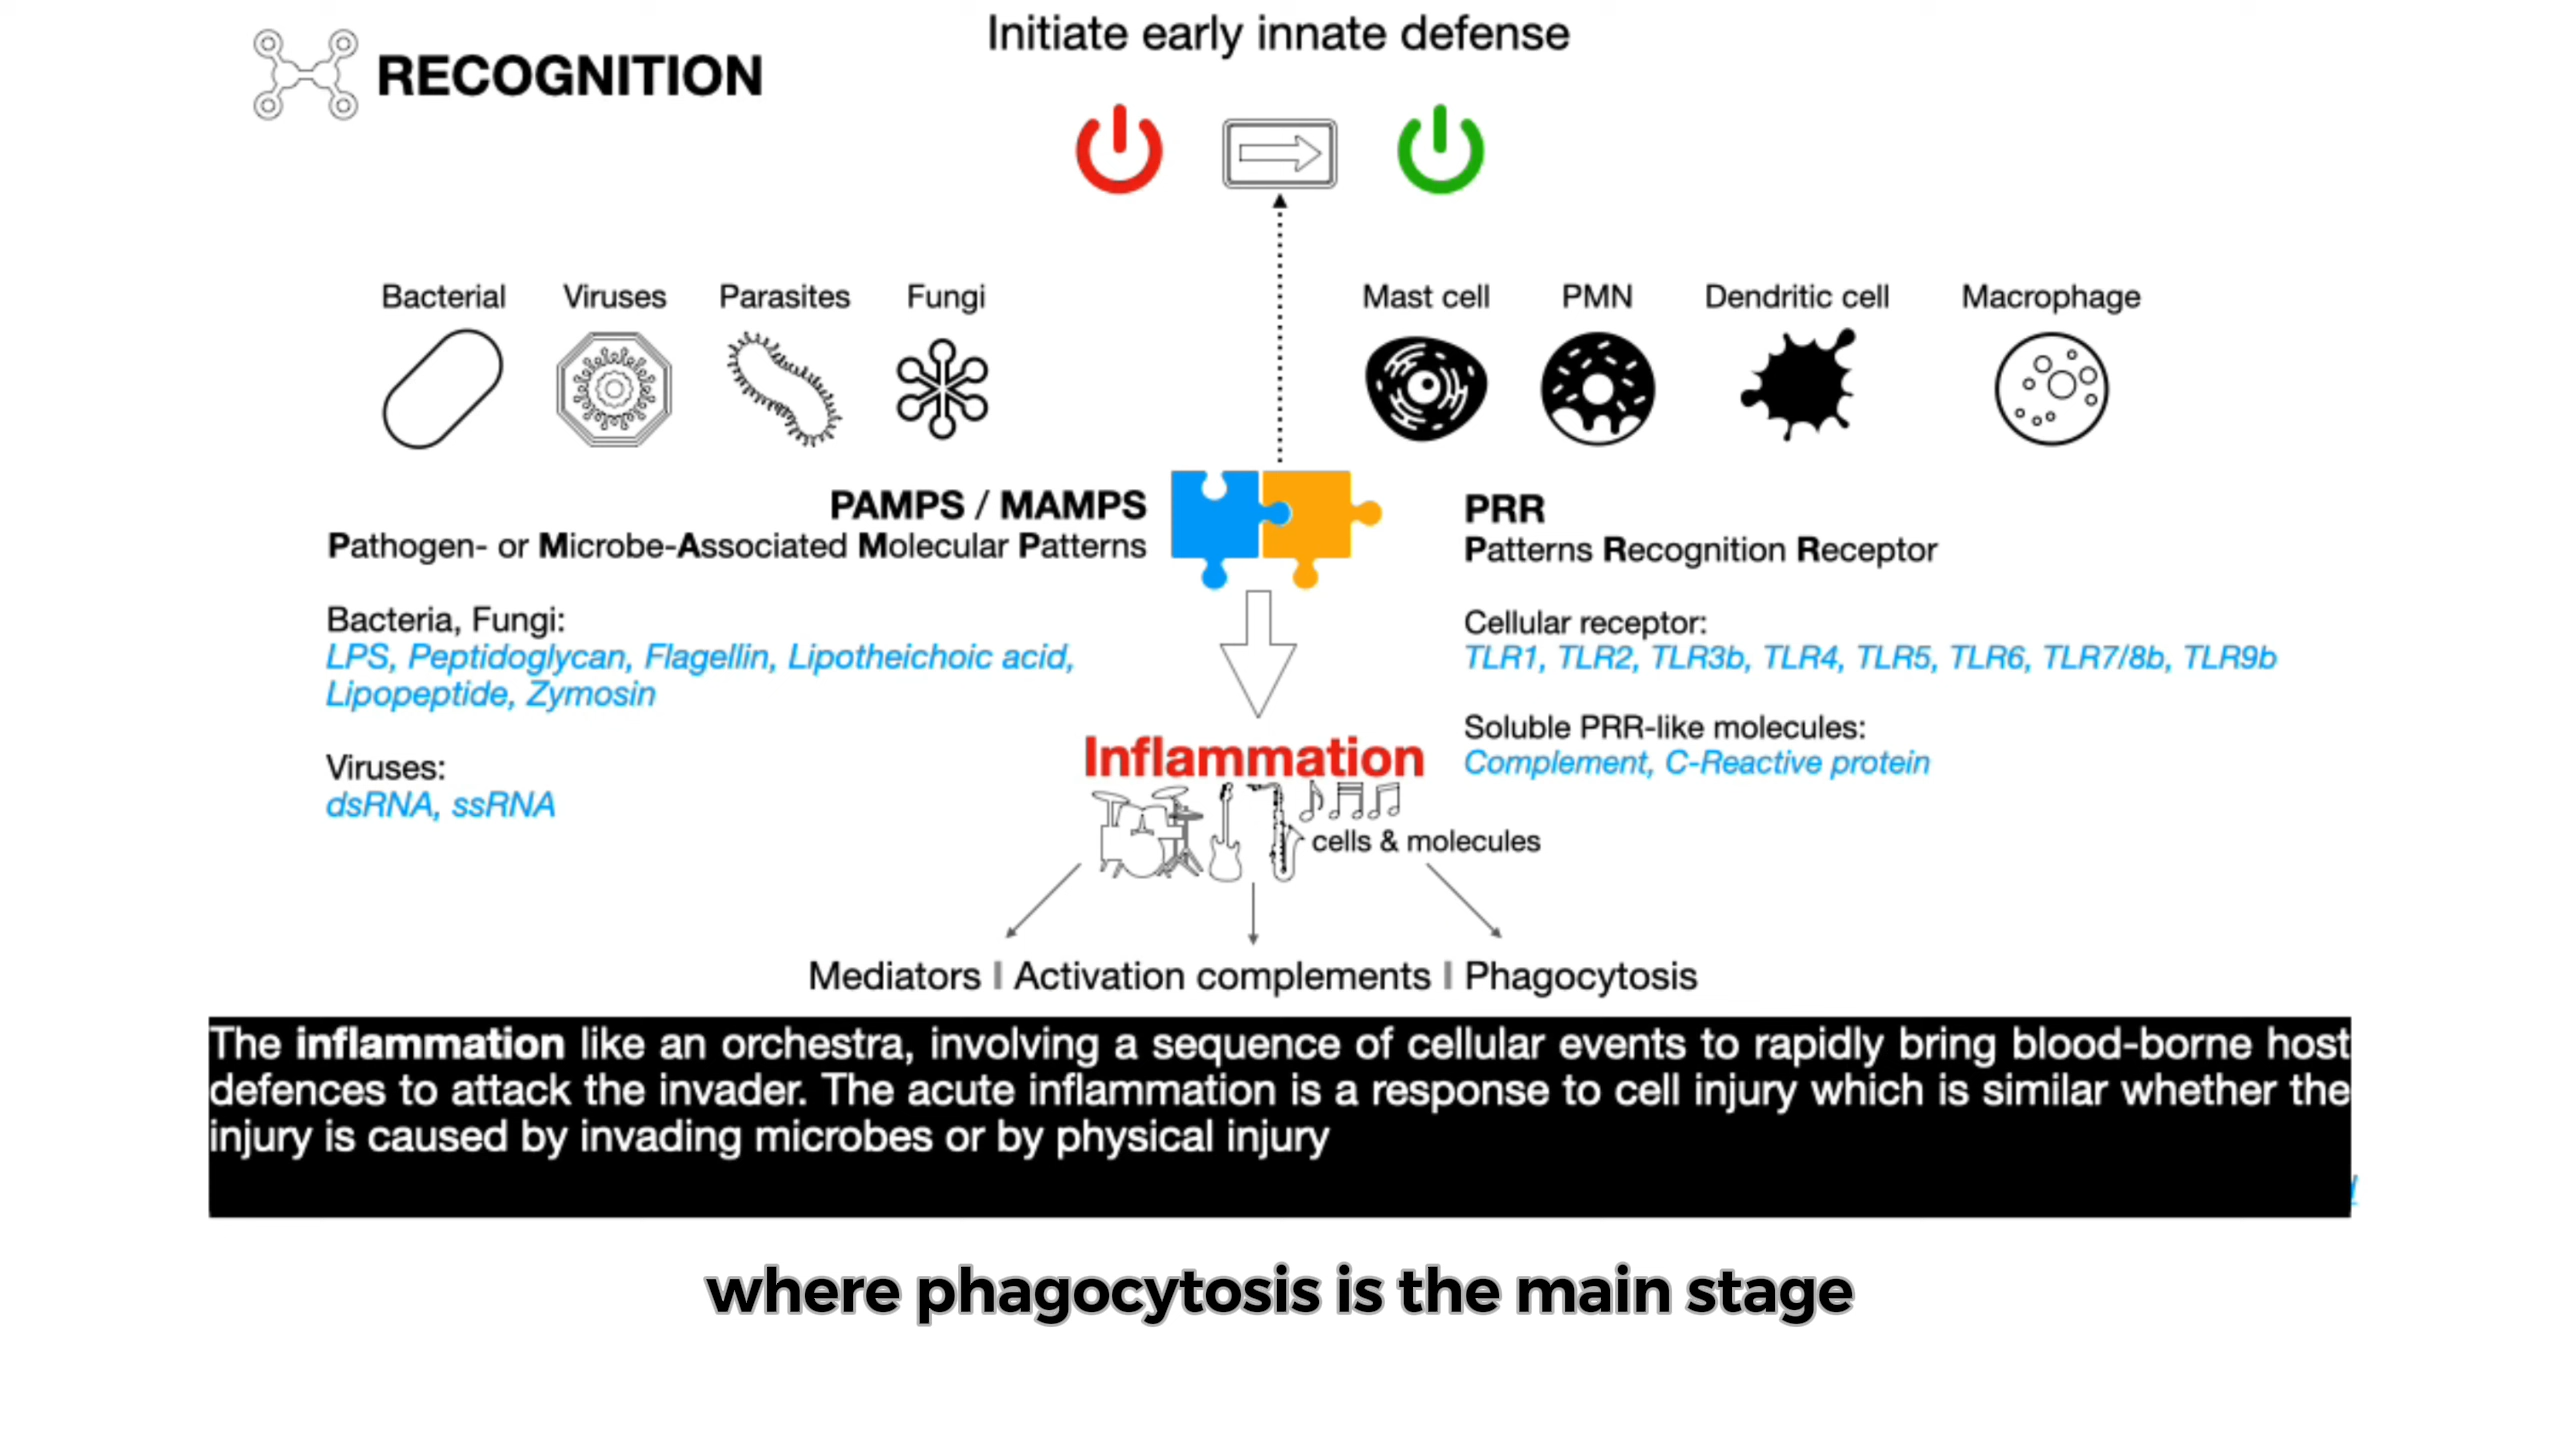 RECOGNITION
Initiate early innate defense
Bacterial
Viruses
Parasites
Fungi
Mast cell
PMN
Dendritic cell
Macrophage
PAMPS / MAMPS
Pathogen- or Microbe-Associated Molecular Patterns
Bacteria, Fungi:
LPS, Peptidoglycan, Flagellin, Lipotheichoic acid,
Lipopeptide, Zymosin
Viruses:
dsRNA, ssRNA
PRR
Patterns Recognition Receptor
Cellular receptor:
TLR1, TLR2, TLR3b, TLR4, TLR5, TLR6, TLR7/8b, TLR9b
Soluble PRR-like molecules:
Complement, C-Reactive protein
Inflammation
cells & molecules
Mediators | Activation complements | Phagocytosis
The inflammation like an orchestra, involving a sequence of cellular events to rapidly bring blood-borne host
defences to attack the invader. The acute inflammation is a response to cell injury which is similar whether the
injury is caused by invading microbes or by physical injury
where phagocytosis is the main stage